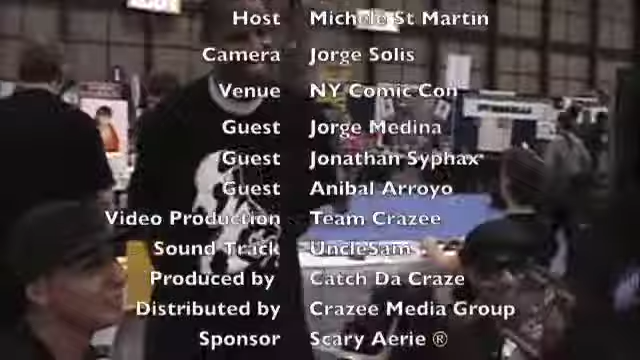 Host Michele St Martin
Camera Jorge Solis
Venue NY Comic Con
Guest Jorge Medina
Guest Jonathan Syphax
Guest Anibal Arroyo
Video Production Team Crazee
Sound Track UncleSam
Produced by Catch Da Craze
Distributed by Crazee Media Group
Sponsor Scary Aerie ®